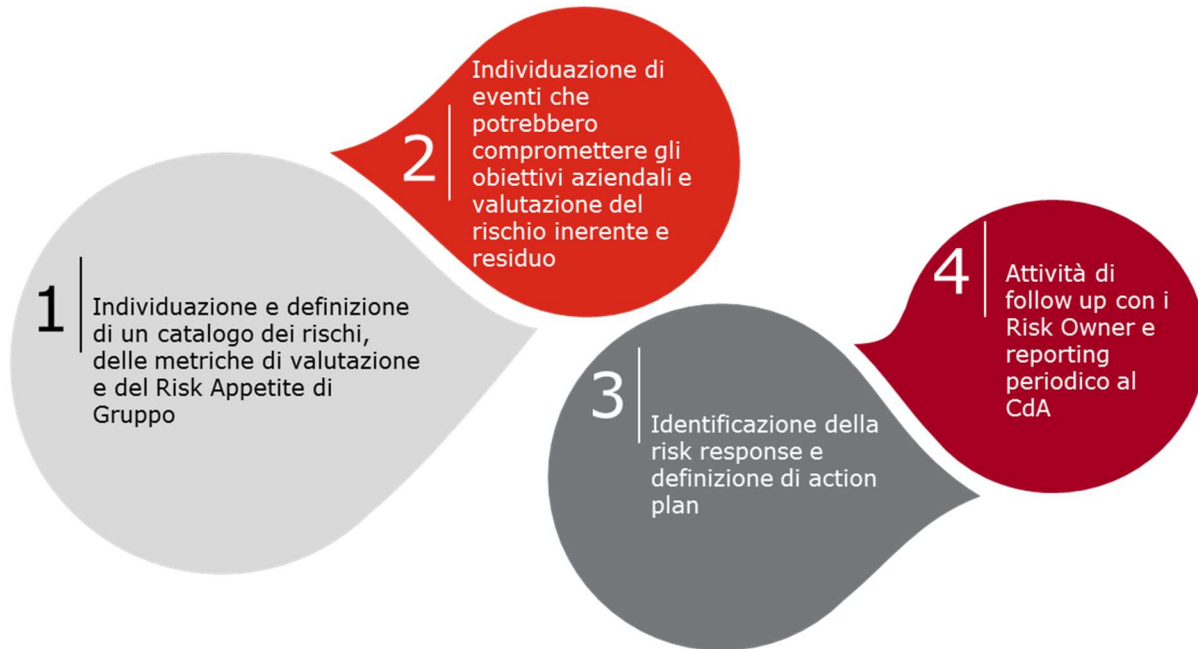 1
Individuazione e definizione
di un catalogo dei rischi,
delle metriche di valutazione
e del Risk Appetite di
Gruppo
2
Individuazione di
eventi che
potrebbero
compromettere gli
obiettivi aziendali e
valutazione del
rischio inerente e
residuo
3
Identificazione della
risk response e
definizione di action
plan
4
Attività di
follow up con i
Risk Owner e
reporting
periodico al
CdA